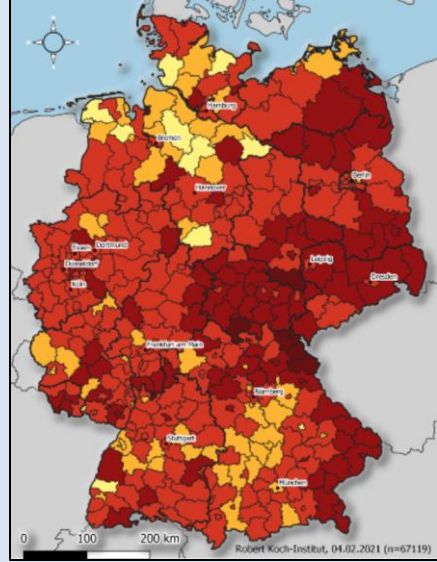 Hamburg
Bremen
Berlin
Hannover
Essen
Dortmund
Düsseldorf
Leipzig
Dresden
Köln
Frankfurt am Main
Nürnberg
Stuttgart
München
0 100 200 km
Robert Koch-Institut, 04.02.2021 (n=67119)